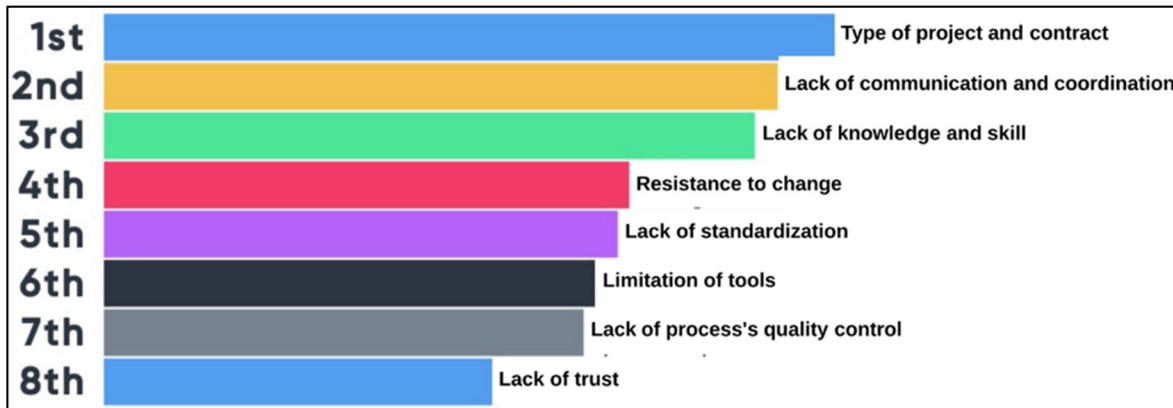 1st Type of project and contract
2nd Lack of communication and coordination
3rd Lack of knowledge and skill
4th Resistance to change
5th Lack of standardization
6th Limitation of tools
7th Lack of process's quality control
8th Lack of trust